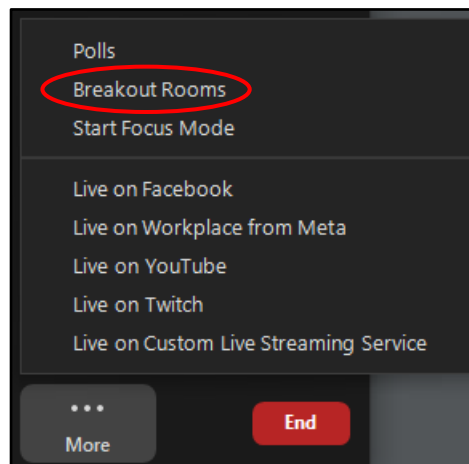 Polls
Breakout Rooms
Start Focus Mode
Live on Facebook
Live on Workplace from Meta
Live on YouTube
Live on Twitch
Live on Custom Live Streaming Service
More
End